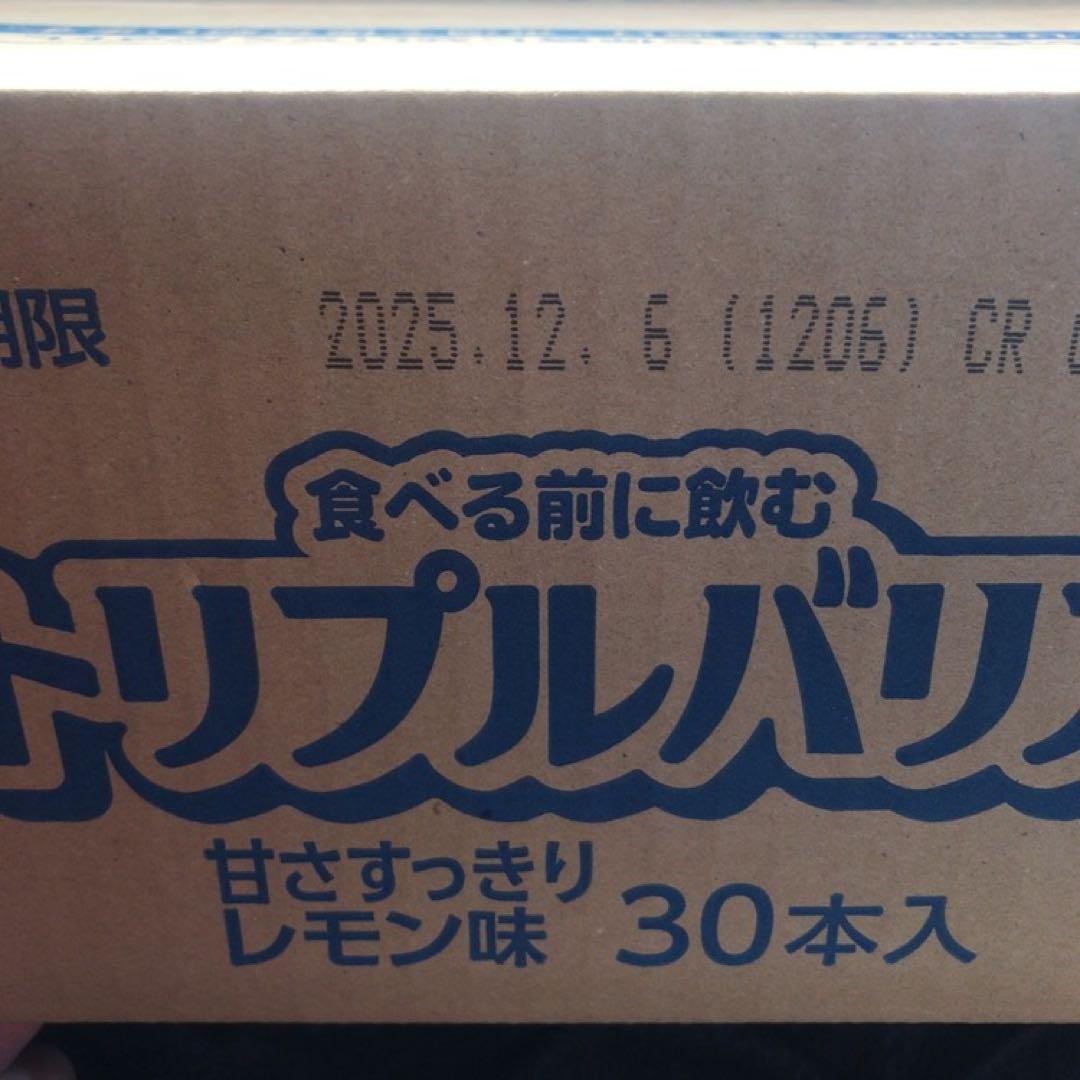 期限 2025.12. 6 (1206) CR
食べる前に飲む
トリプルバリ
甘さすっきり
レモン味 30本入